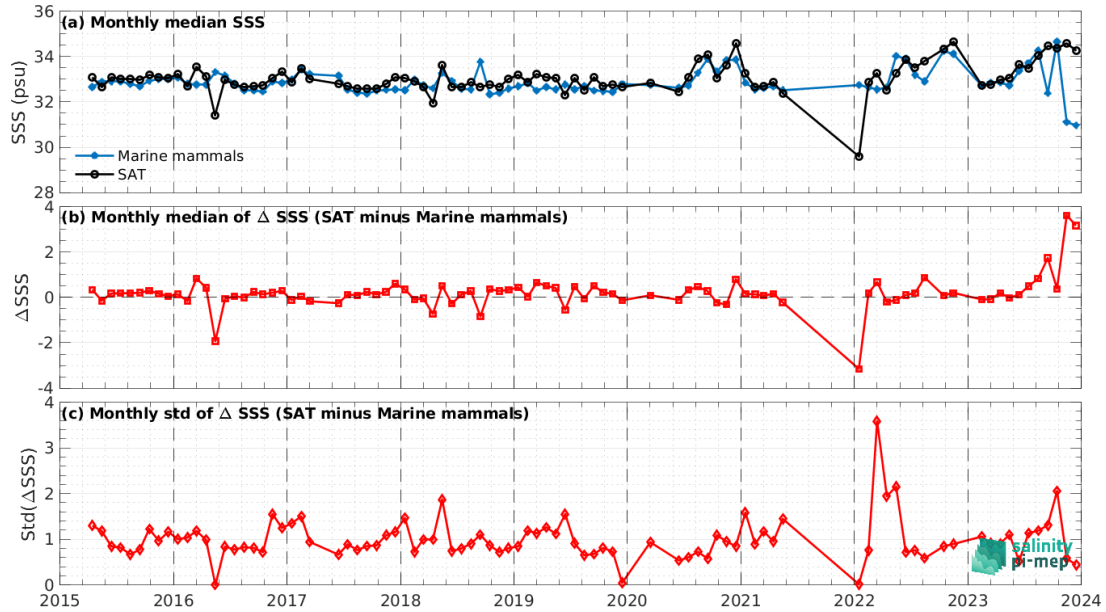 (a) Monthly median SSS
36
34
32
30
28
SSS (psu)
Marine mammals
SAT
(b) Monthly median of Δ SSS (SAT minus Marine mammals)
4
2
0
-2
-4
ΔSSS
(c) Monthly std of Δ SSS (SAT minus Marine mammals)
4
3
2
1
0
Std(ΔSSS)
salinity
pi-mep
2015 2016 2017 2018 2019 2020 2021 2022 2023 2024